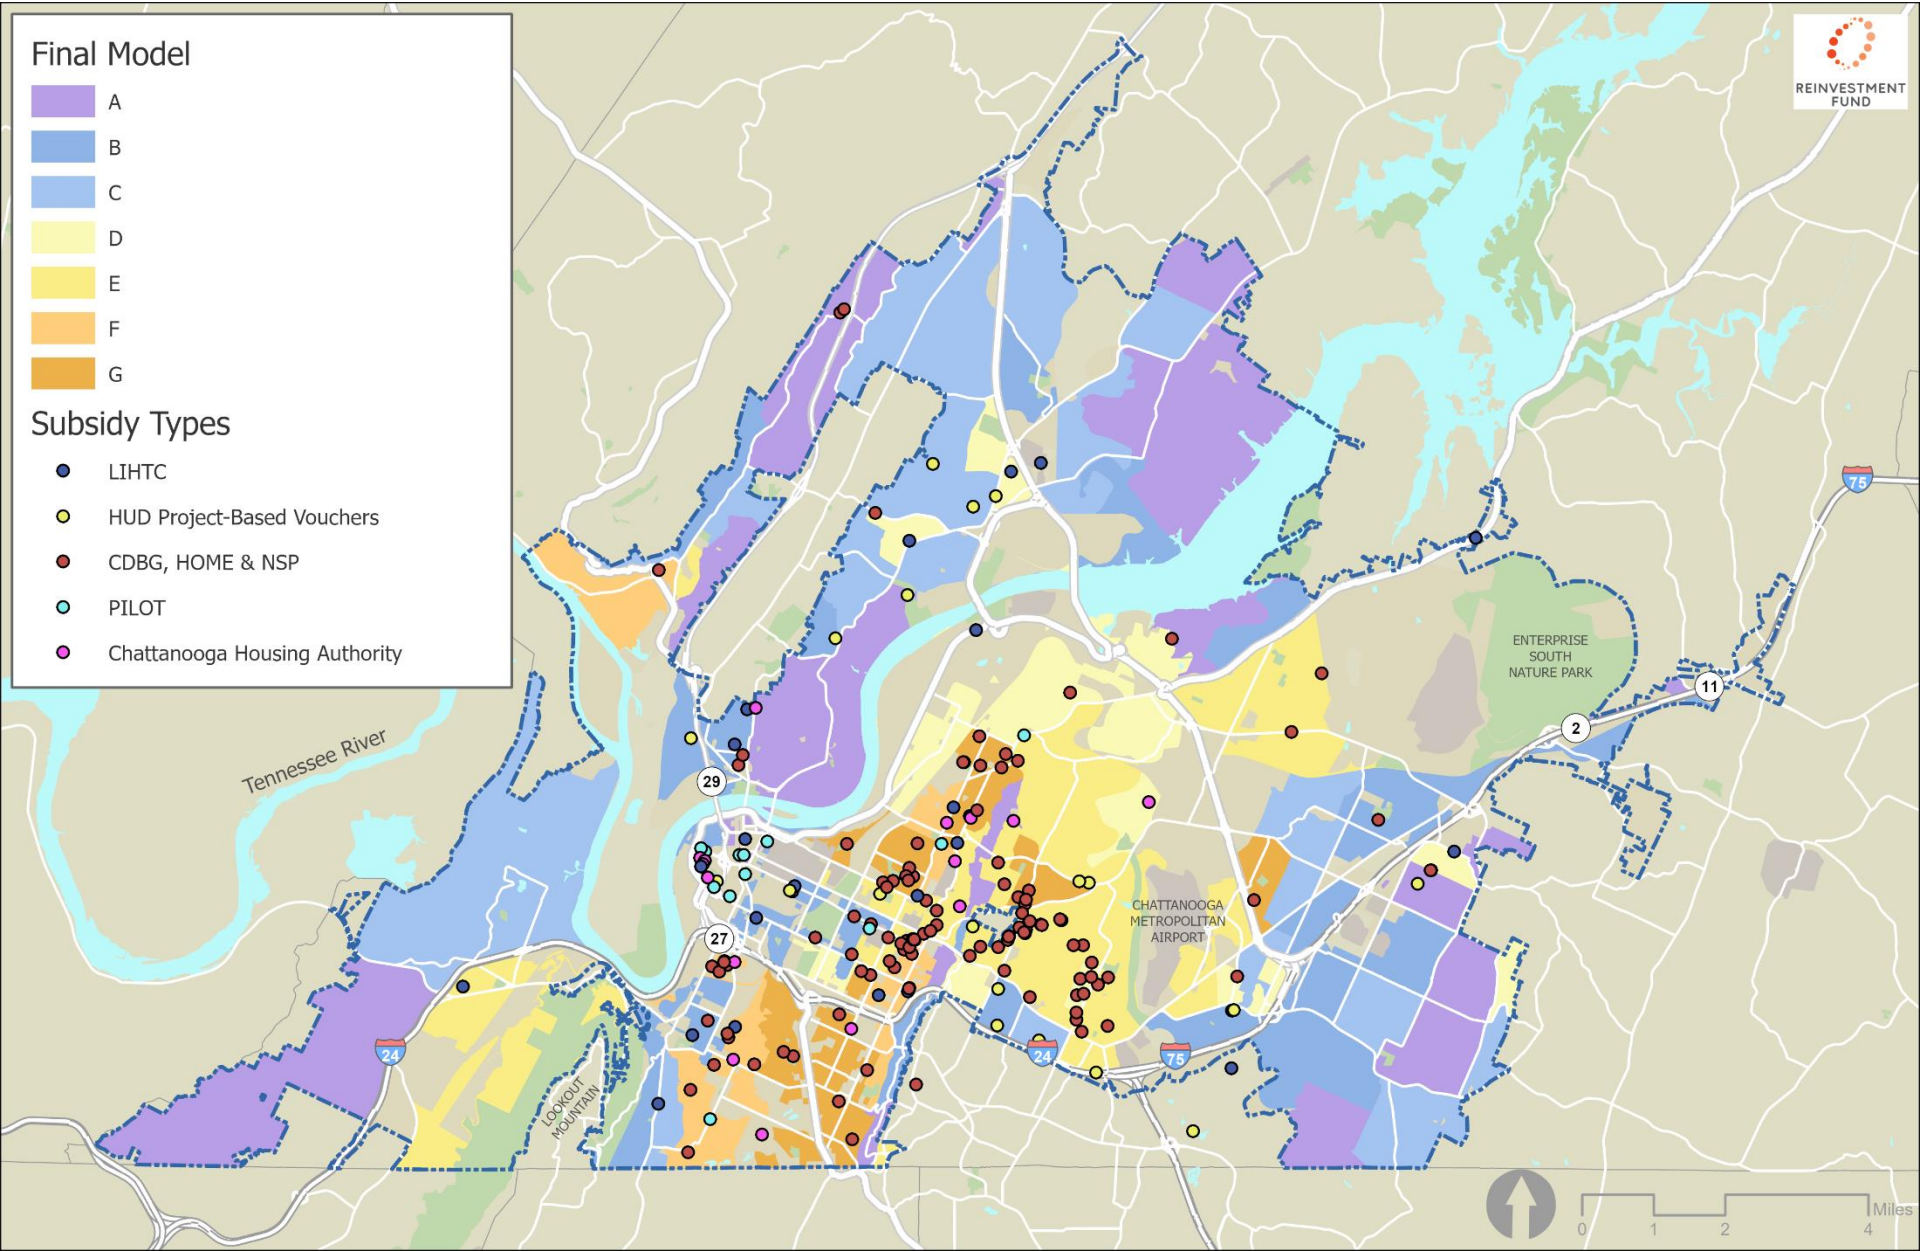 Final Model
A
B
C
D
E
F
G
Subsidy Types
LIHTC
HUD Project-Based Vouchers
CDBG, HOME & NSP
PILOT
Chattanooga Housing Authority
REINVESTMENT
FUND
75
ENTERPRISE
SOUTH
NATURE PARK
11
2
Tennessee River
29
CHATTANOOGA
METROPOLITAN
AIRPORT
27
24
24
75
LOOKOUT
MOUNTAIN
Miles
0 1 2 4